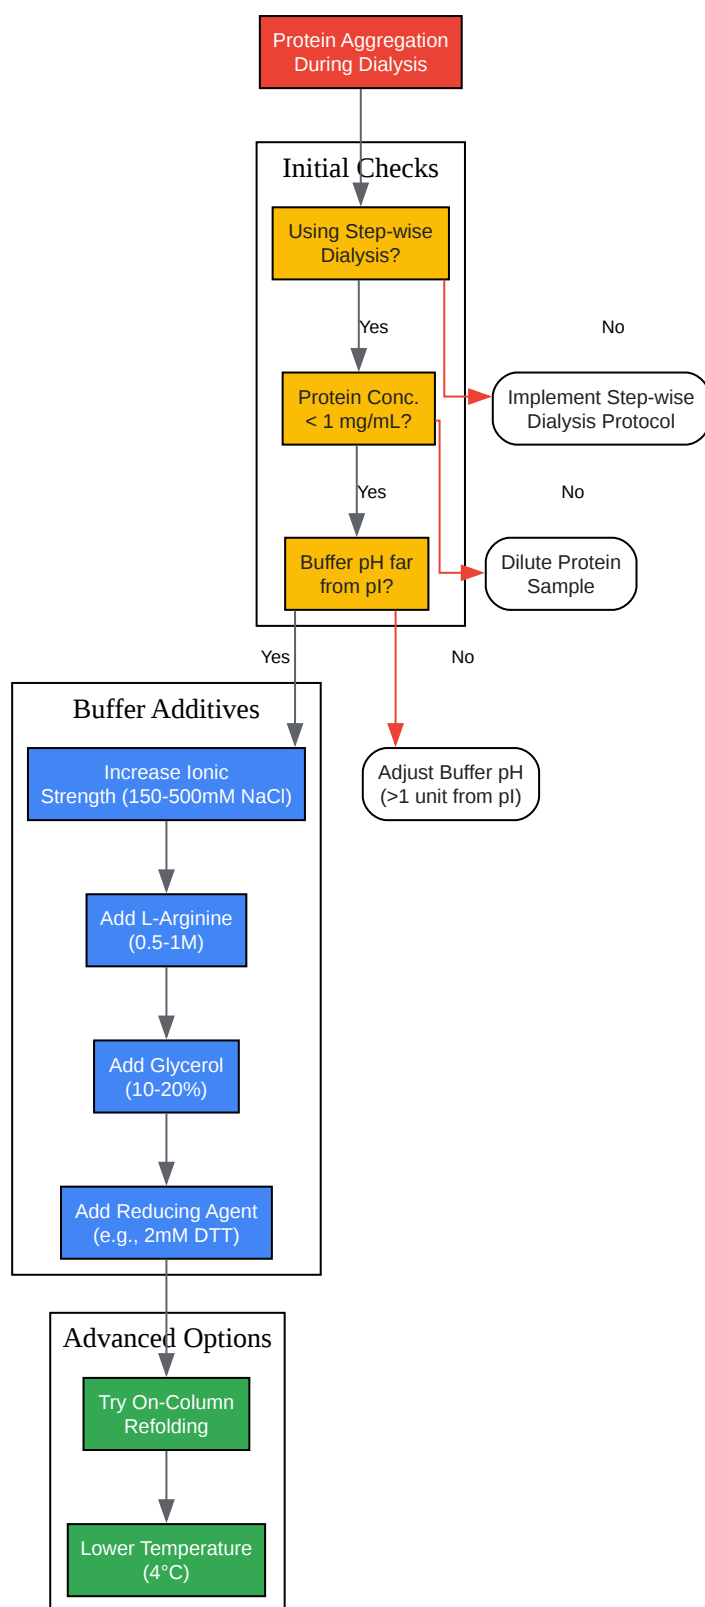 Protein Aggregation
During Dialysis
Initial Checks
Using Step-wise
Dialysis?
Yes
No
Protein Conc.
< 1 mg/mL?
Implement Step-wise
Dialysis Protocol
Yes
No
Buffer pH far
from pI?
Dilute Protein
Sample
Yes
No
Buffer Additives
Increase Ionic
Strength (150-500mM NaCl)
Adjust Buffer pH
(>1 unit from pI)
Add L-Arginine
(0.5-1M)
Add Glycerol
(10-20%)
Add Reducing Agent
(e.g., 2mM DTT)
Advanced Options
Try On-Column
Refolding
Lower Temperature
(4°C)